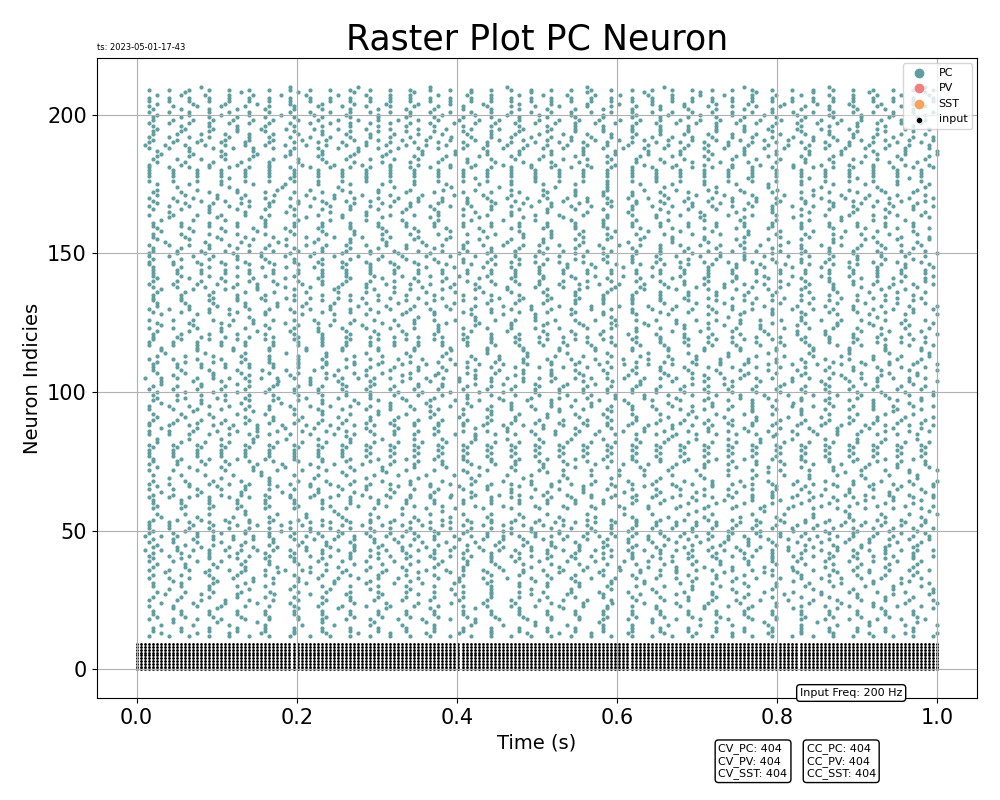 Raster Plot PC Neuron
ts: 2023-05-01-17-43
PC
PV
SST
input
200
150
100
50
0
Neuron Indicies
Input Freq: 200 Hz
0.0 0.2 0.4 0.6 0.8 1.0
Time (s)
CV_PC: 404
CV_PV: 404
CV_SST: 404
CC_PC: 404
CC_PV: 404
CC_SST: 404